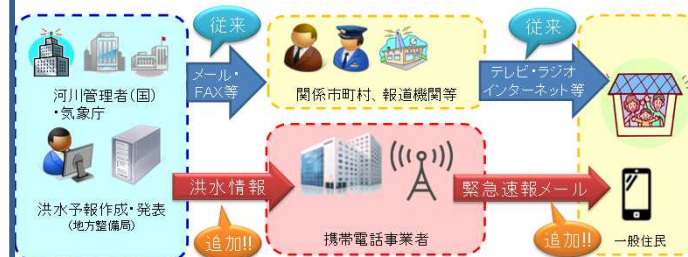 従来
従来
河川管理者(国)
・気象庁
メール・
FAX等
関係市町村、報道機関等
テレビ・ラジオ
インターネット等
洪水予報作成・発表
(地方整備局)
洪水情報
追加!!
携帯電話事業者
緊急速報メール
追加!!
一般住民